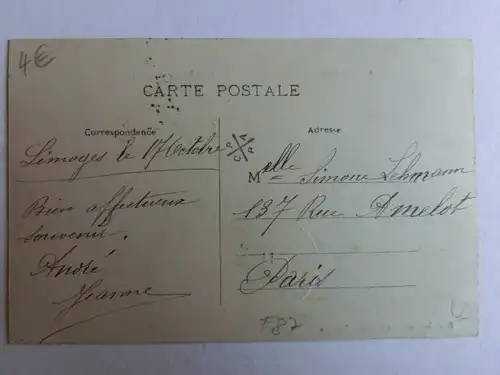 4€
CARTE POSTALE
Correspondance
Adresse
Limoges le 17 Octobre
Bien affectueux
souvenir.
André
Jeanne
Melle Simone Lehmann
137 Rue Amelot
Paris
F87